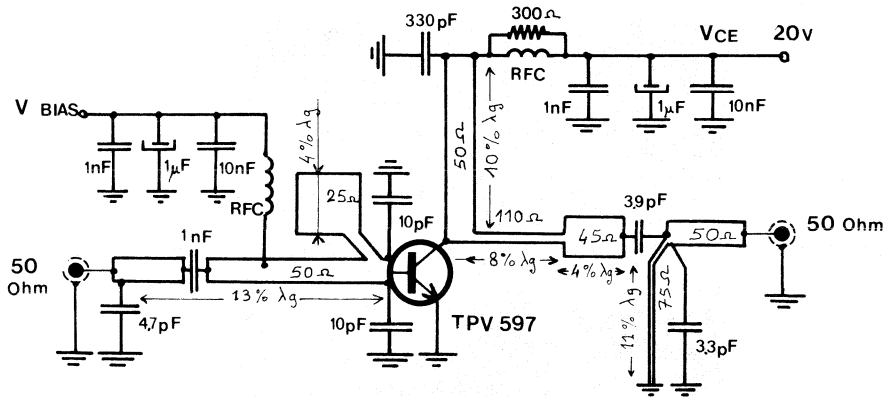 330 pF
300Ω
VCE 20V
RFC
1nF
1µF
10nF
V BIAS
1nF
1µF
10nF
RFC
4% λg
25Ω
10pF
50Ω
10% λg
110Ω
45Ω
3,9pF
50Ω
50 Ohm
1nF
50 Ohm
50Ω
13% λg
8% λg
4% λg
4,7pF
10pF
TPV 597
11% λg
75Ω
3,3pF